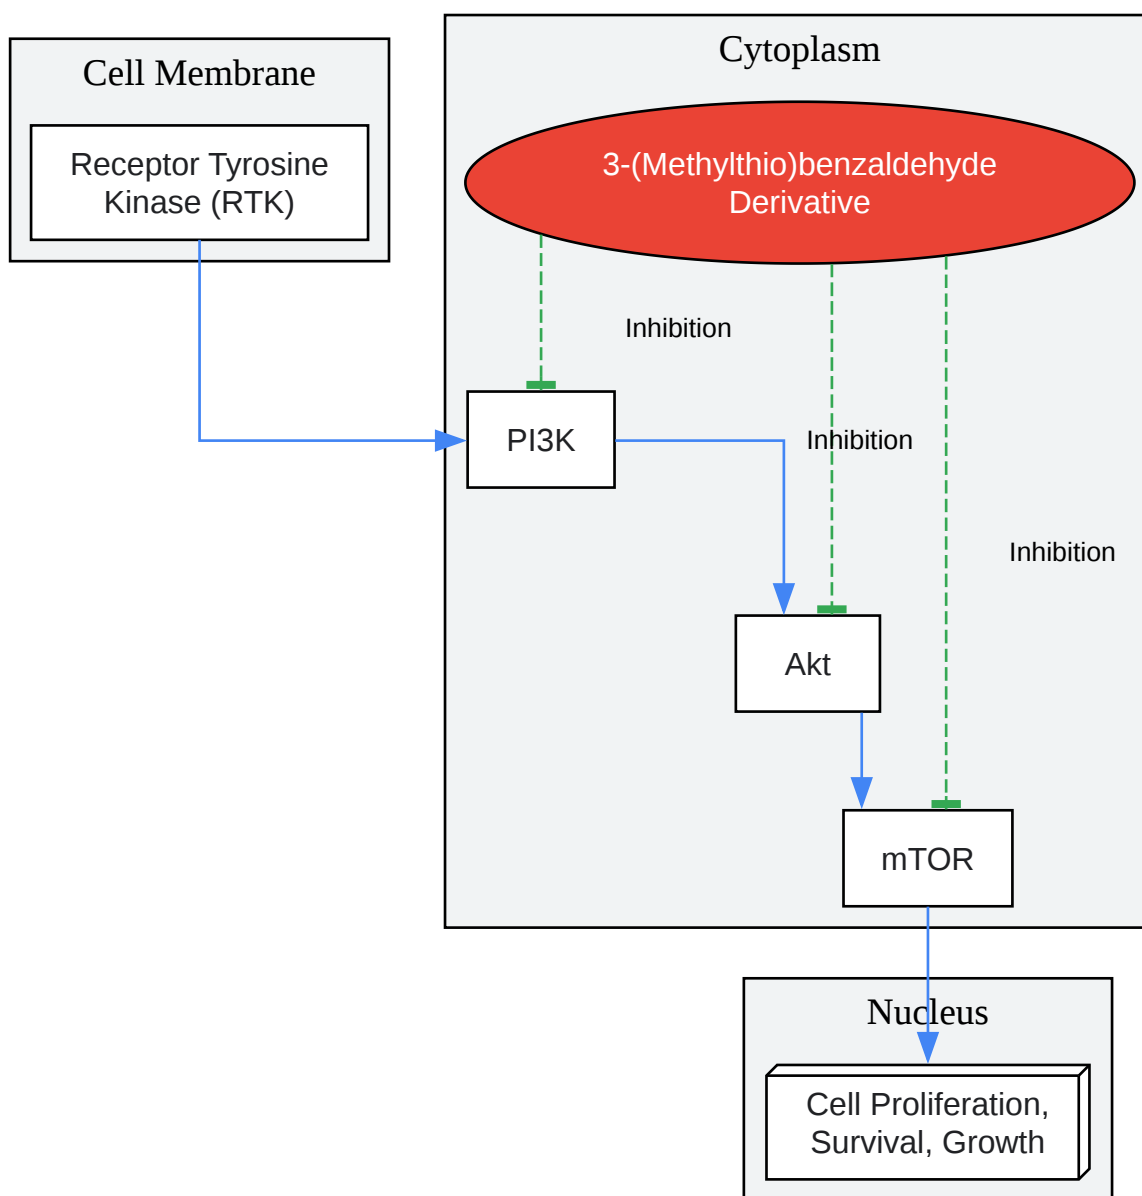 Cell Membrane
Receptor Tyrosine
Kinase (RTK)
Cytoplasm
3-(Methylthio)benzaldehyde
Derivative
Inhibition
PI3K
Inhibition
Inhibition
Akt
mTOR
Nucleus
Cell Proliferation,
Survival, Growth